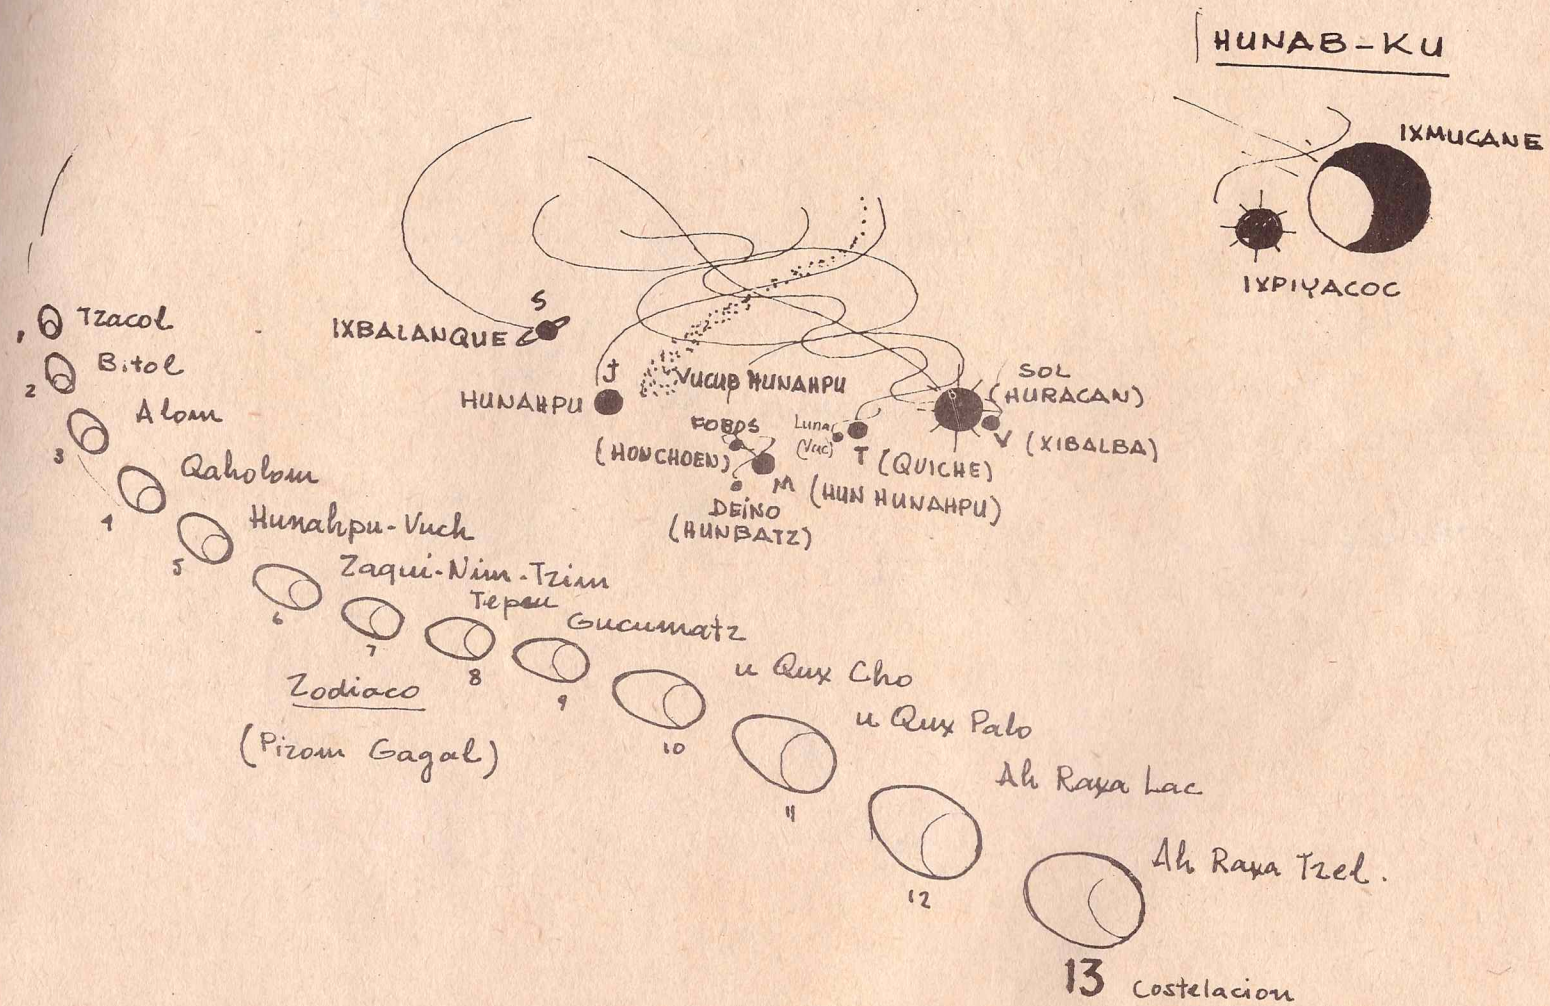 HUNAB-KU
IXMUCANE
IXPIYACOC
1 Tzacol
2 Bitol
3 Alom
4 Qaholom
5 Hunahpu-Vuch
6 Zaqui-Nim-Tzim
7 Tepeu
8 Gucumatz
9
10 u Qux Cho
11 u Qux Palo
12 Ah Raxa Lac
13 Ah Raxa Tzel.
costelacion
Zodiaco
(Pizom Gagal)
S
IXBALANQUE
J
HUNAHPU
VUCUB HUNAHPU
FOBOS
(HONCHOEN)
M (HUN HUNAHPU)
DEINO
(HUNBATZ)
Luna
(Vuc)
T (QUICHE)
SOL
(HURACAN)
V (XIBALBA)